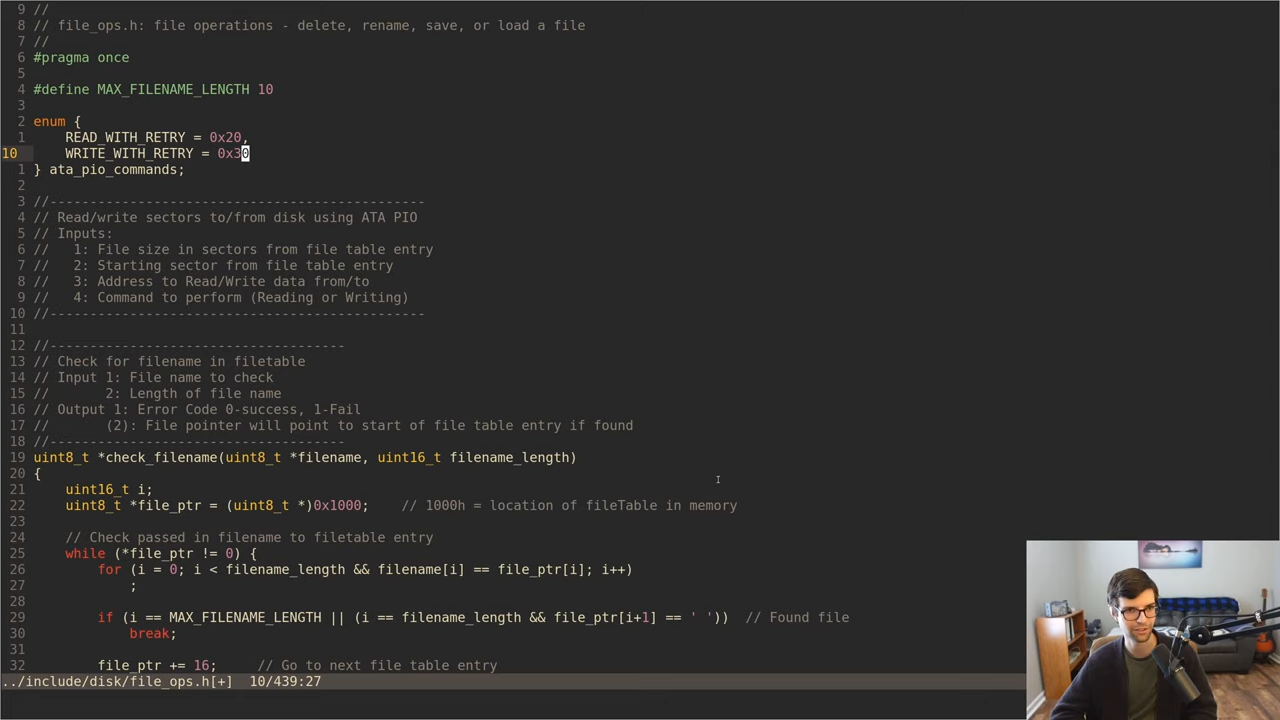 9 //
8 // file_ops.h: file operations - delete, rename, save, or load a file
7 //
6 #pragma once
5
4 #define MAX_FILENAME_LENGTH 10
3
2 enum {
1     READ_WITH_RETRY = 0x20,
10     WRITE_WITH_RETRY = 0x30
1 } ata_pio_commands;
2
3 //-----------------------------------------------
4 // Read/write sectors to/from disk using ATA PIO
5 // Inputs:
6 //   1: File size in sectors from file table entry
7 //   2: Starting sector from file table entry
8 //   3: Address to Read/Write data from/to
9 //   4: Command to perform (Reading or Writing)
10 //-----------------------------------------------
11
12 //-------------------------------------
13 // Check for filename in filetable
14 // Input 1: File name to check
15 //       2: Length of file name
16 // Output 1: Error Code 0-success, 1-Fail
17 //       (2): File pointer will point to start of file table entry if found
18 //-------------------------------------
19 uint8_t *check_filename(uint8_t *filename, uint16_t filename_length)
20 {
21     uint16_t i;
22     uint8_t *file_ptr = (uint8_t *)0x1000;    // 1000h = location of fileTable in memory
23
24     // Check passed in filename to filetable entry
25     while (*file_ptr != 0) {
26         for (i = 0; i < filename_length && filename[i] == file_ptr[i]; i++)
27             ;
28
29         if (i == MAX_FILENAME_LENGTH || (i == filename_length && file_ptr[i+1] == ' '))  // Found file
30             break;
31
32         file_ptr += 16;     // Go to next file table entry
../include/disk/file_ops.h[+]  10/439:27